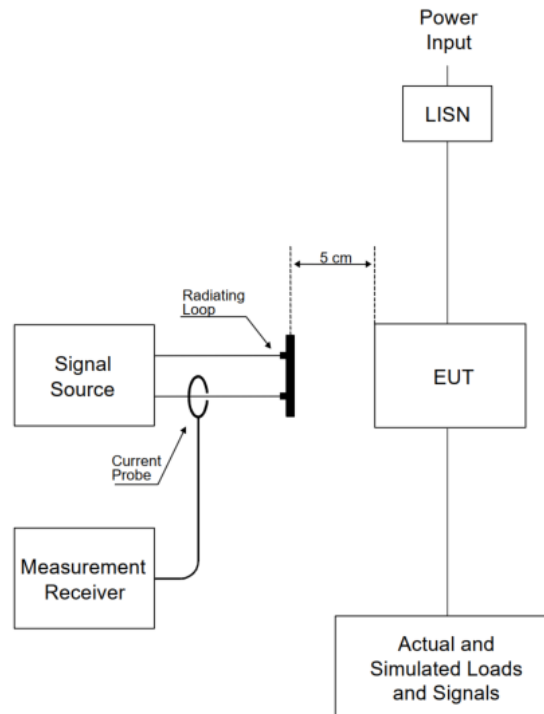 Power
Input
LISN
5 cm
Radiating
Loop
Signal
Source
EUT
Current
Probe
Measurement
Receiver
Actual and
Simulated Loads
and Signals